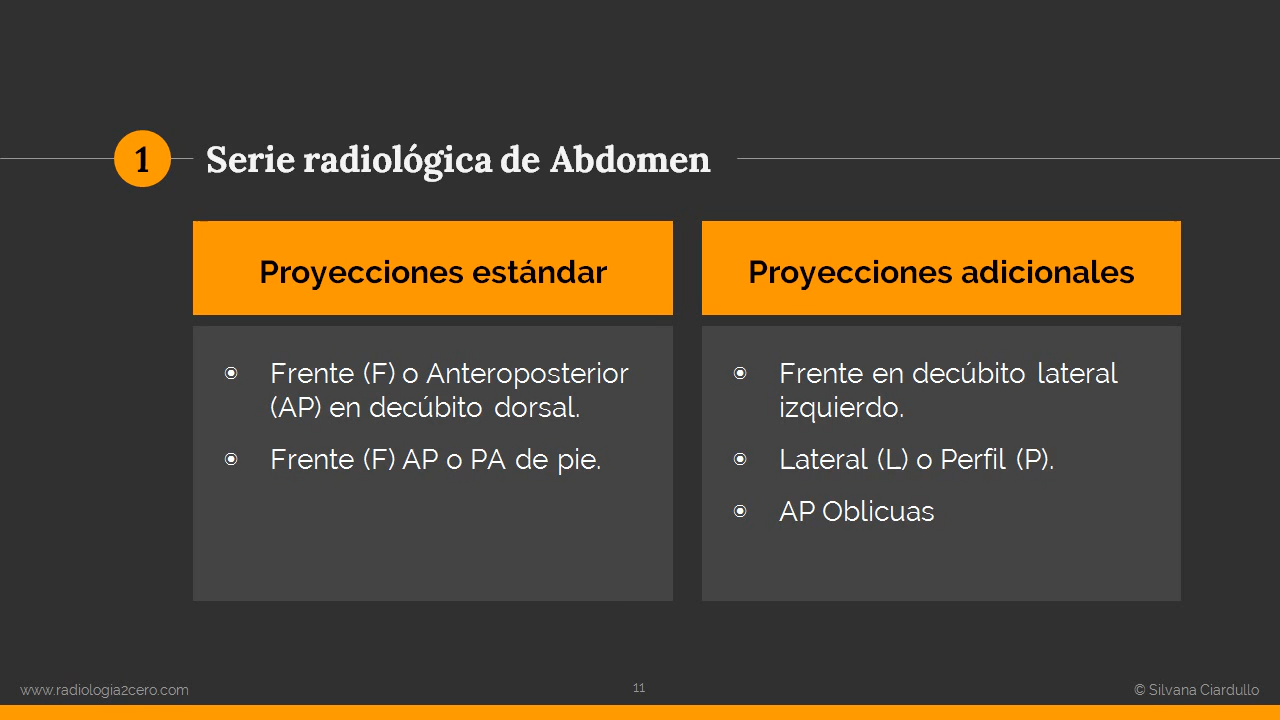 1
Serie radiológica de Abdomen
Proyecciones estándar
◉ Frente (F) o Anteroposterior
(AP) en decúbito dorsal.
◉ Frente (F) AP o PA de pie.
Proyecciones adicionales
◉ Frente en decúbito lateral
izquierdo.
◉ Lateral (L) o Perfil (P).
◉ AP Oblicuas
www.radiologia2cero.com
11
© Silvana Ciardullo